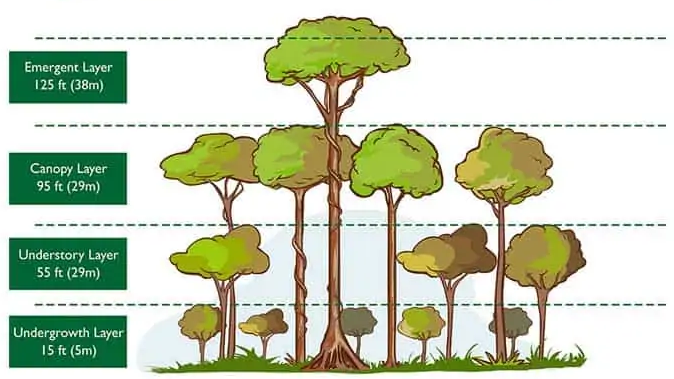 Emergent Layer
125 ft (38m)
Canopy Layer
95 ft (29m)
Understory Layer
55 ft (29m)
Undergrowth Layer
15 ft (5m)